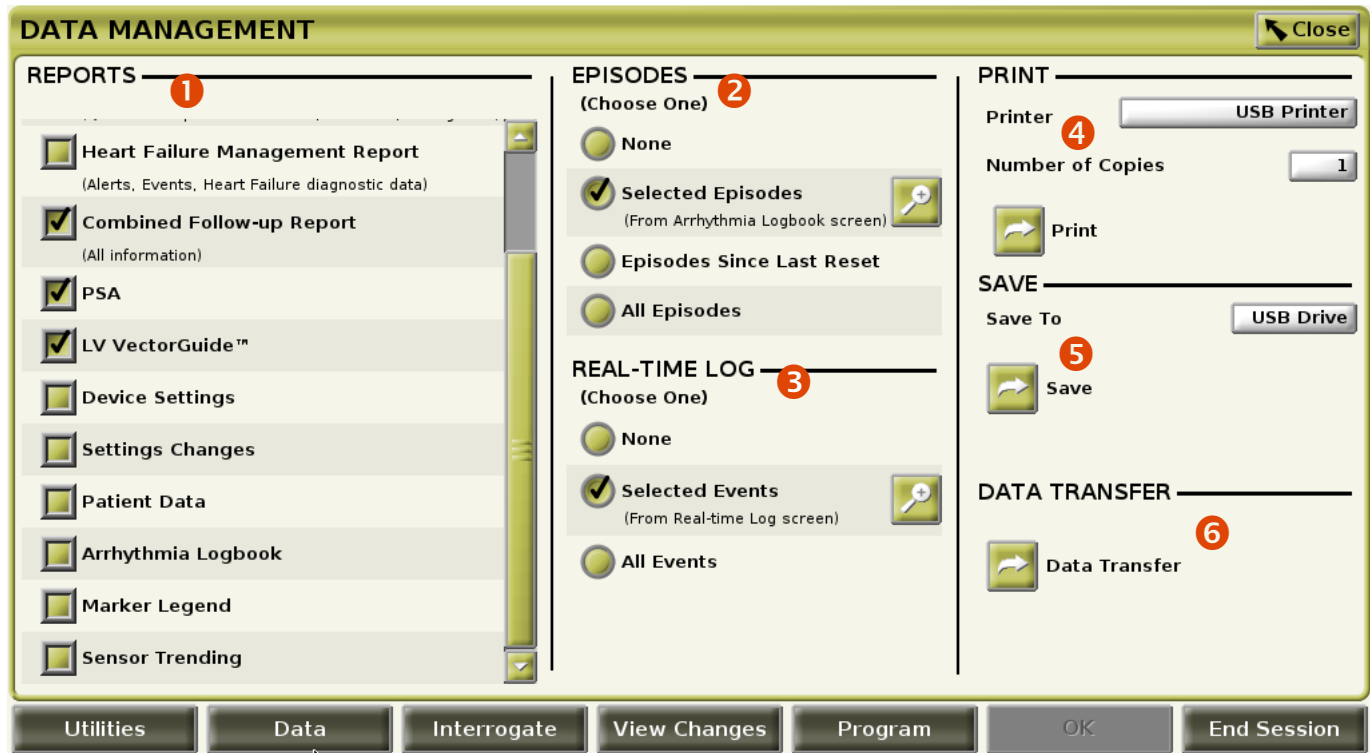 DATA MANAGEMENT
Close
REPORTS
1
Heart Failure Management Report
(Alerts, Events, Heart Failure diagnostic data)
Combined Follow-up Report
(All information)
PSA
LV VectorGuide™
Device Settings
Settings Changes
Patient Data
Arrhythmia Logbook
Marker Legend
Sensor Trending
EPISODES
2
(Choose One)
None
Selected Episodes
(From Arrhythmia Logbook screen)
Episodes Since Last Reset
All Episodes
REAL-TIME LOG
3
(Choose One)
None
Selected Events
(From Real-time Log screen)
All Events
PRINT
Printer
4
USB Printer
Number of Copies
1
Print
SAVE
Save To
USB Drive
5
Save
DATA TRANSFER
6
Data Transfer
Utilities
Data
Interrogate
View Changes
Program
OK
End Session